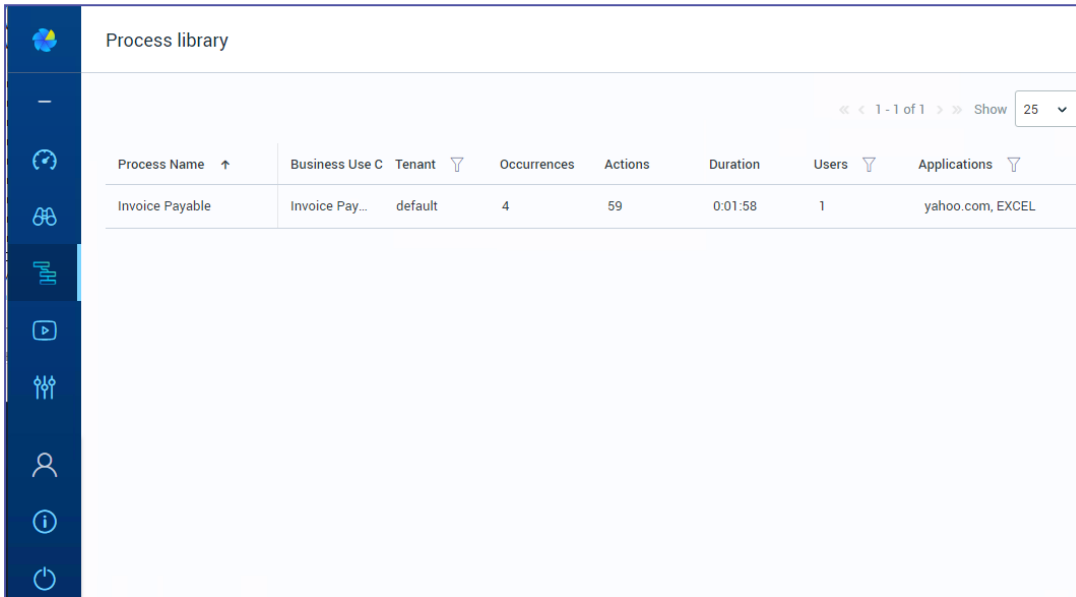 Process library
1 - 1 of 1 Show 25
Process Name Business Use C Tenant Occurrences Actions Duration Users Applications
Invoice Payable Invoice Pay... default 4 59 0:01:58 1 yahoo.com, EXCEL